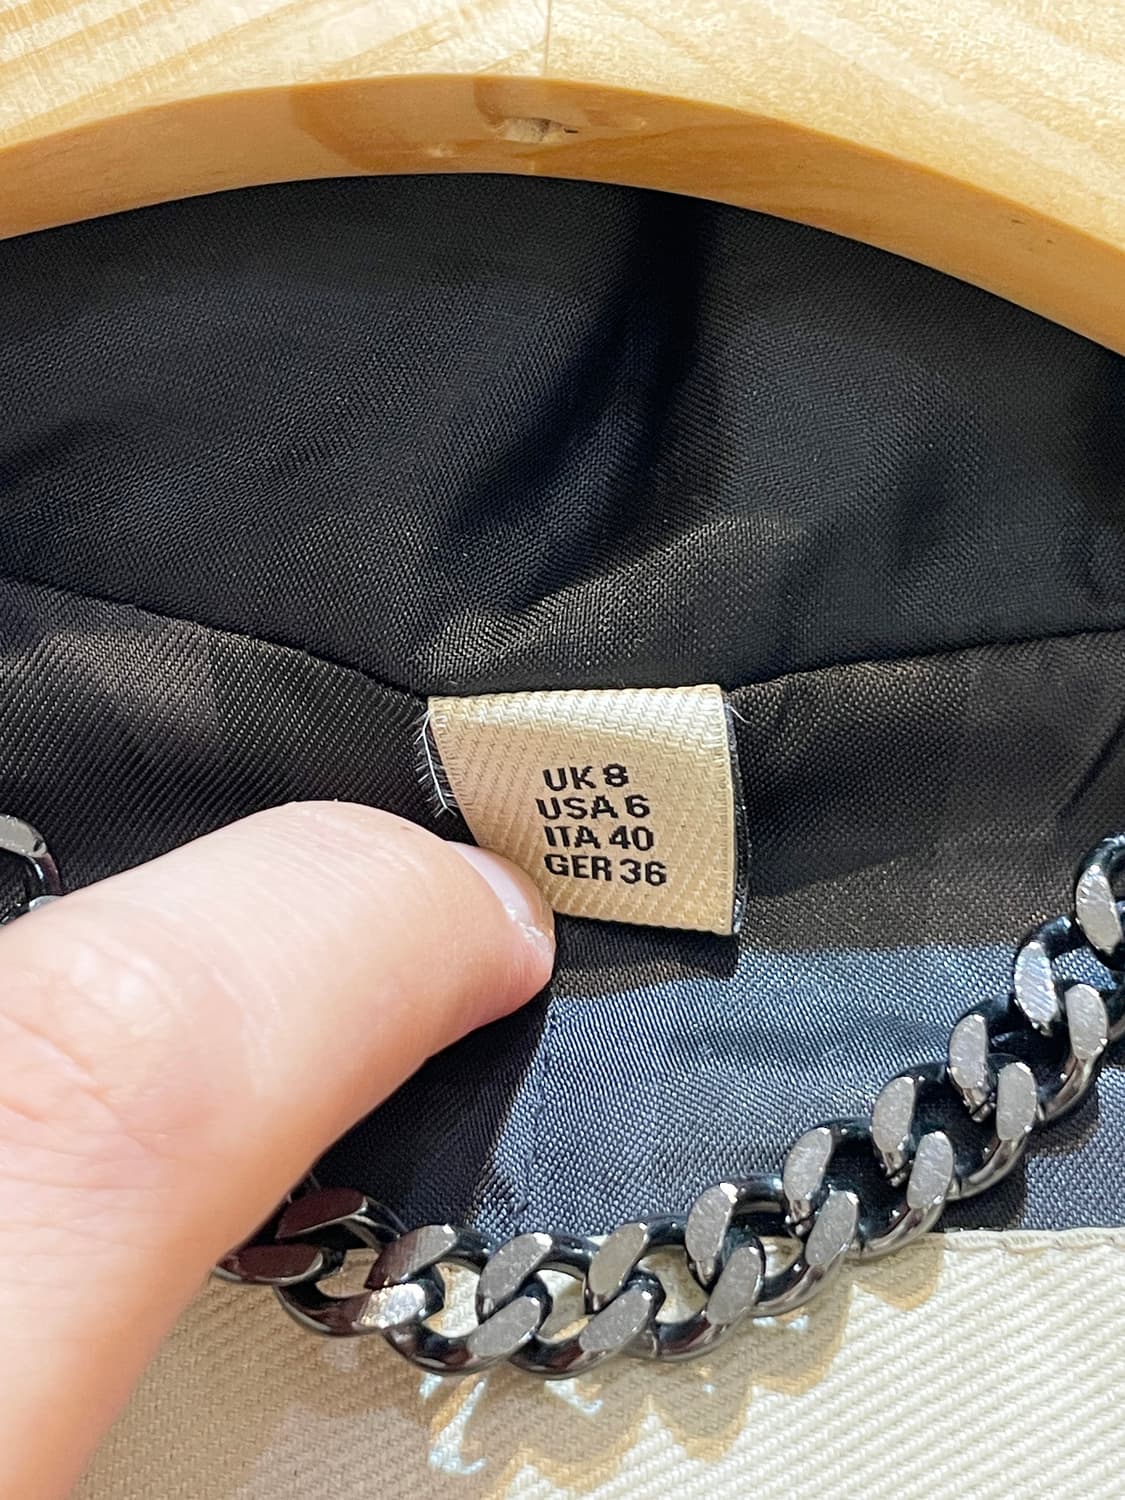 UK 8
USA 6
ITA 40
GER 36